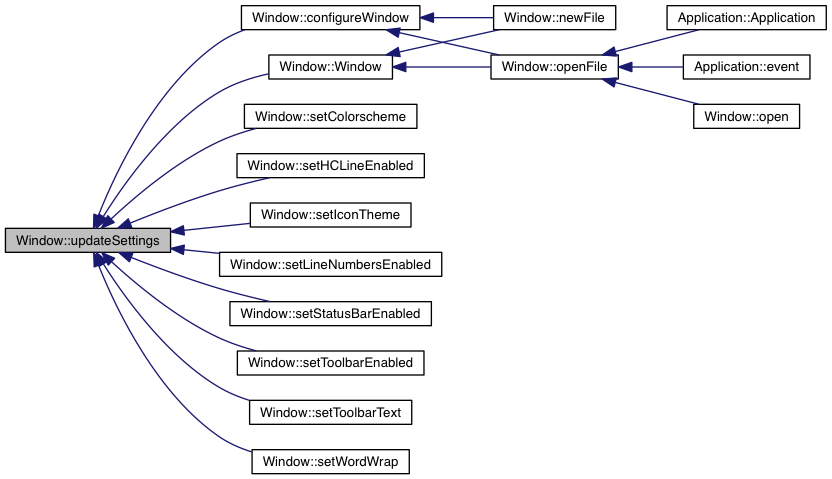 Window::configureWindow
Window::newFile
Application::Application
Window::Window
Window::openFile
Application::event
Window::setColorscheme
Window::open
Window::setHCLineEnabled
Window::setIconTheme
Window::updateSettings
Window::setLineNumbersEnabled
Window::setStatusBarEnabled
Window::setToolbarEnabled
Window::setToolbarText
Window::setWordWrap